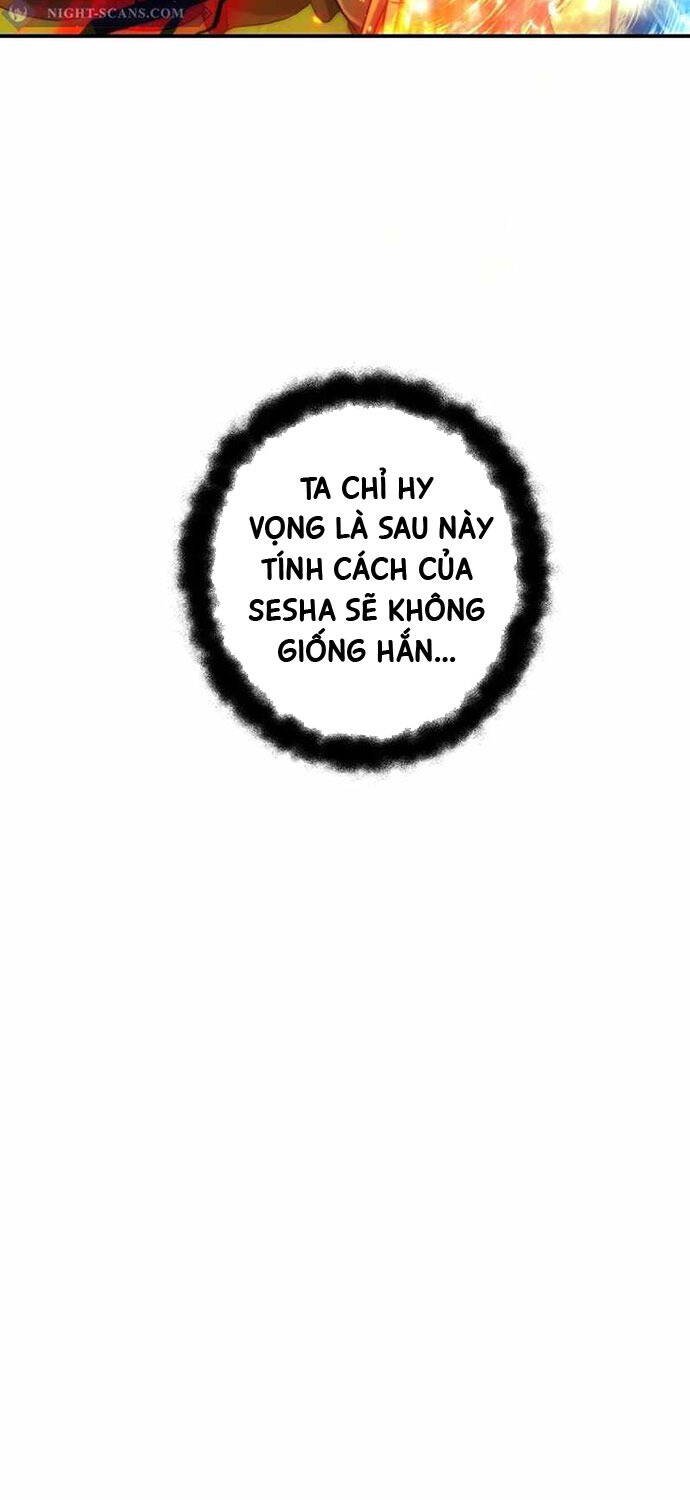 NIGHT-SCANS.COM
TA CHỈ HY
VỌNG LÀ SAU NÀY
TÍNH CÁCH CỦA
SESHA SẼ KHÔNG
GIỐNG HẮN...